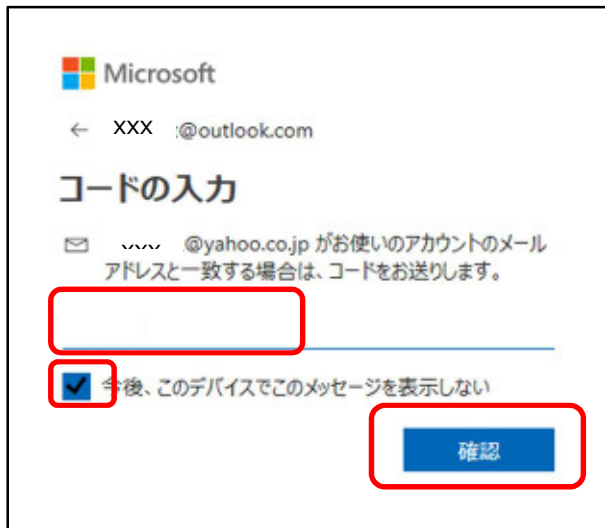 Microsoft
← XXX :@outlook.com
コードの入力
@yahoo.co.jp がお使いのアカウントのメール
アドレスと一致する場合は、コードをお送りします。
今後、このデバイスでこのメッセージを表示しない
確認